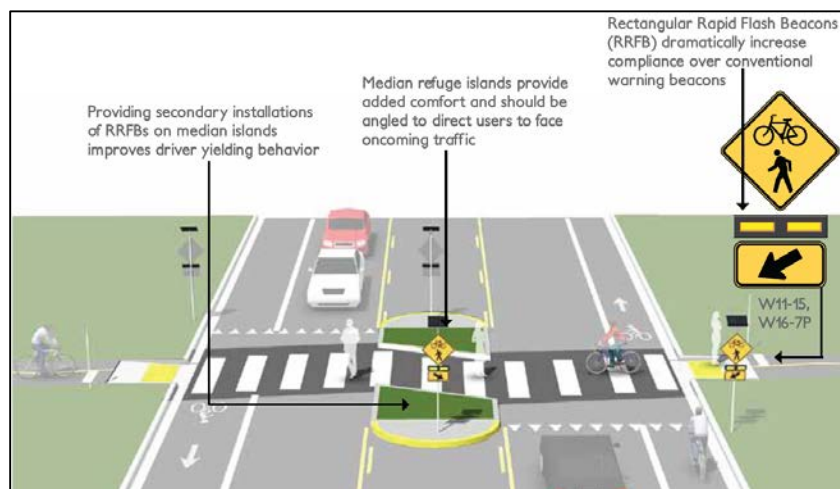 Rectangular Rapid Flash Beacons
(RRFB) dramatically increase
compliance over conventional
warning beacons
Median refuge islands provide
added comfort and should be
angled to direct users to face
oncoming traffic
Providing secondary installations
of RRFBs on median islands
improves driver yielding behavior
W11-15,
W16-7P